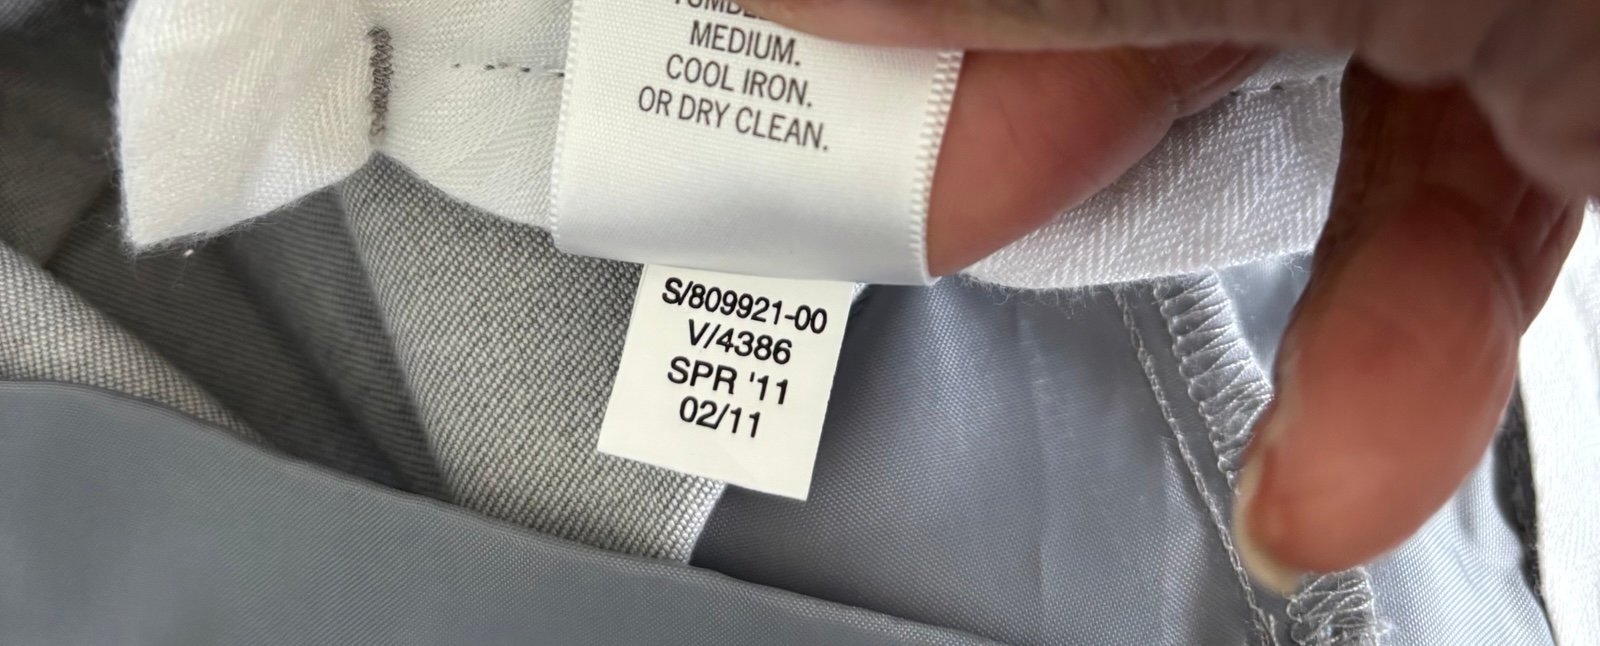 MEDIUM.
COOL IRON.
OR DRY CLEAN.
S/809921-00
V/4386
SPR '11
02/11